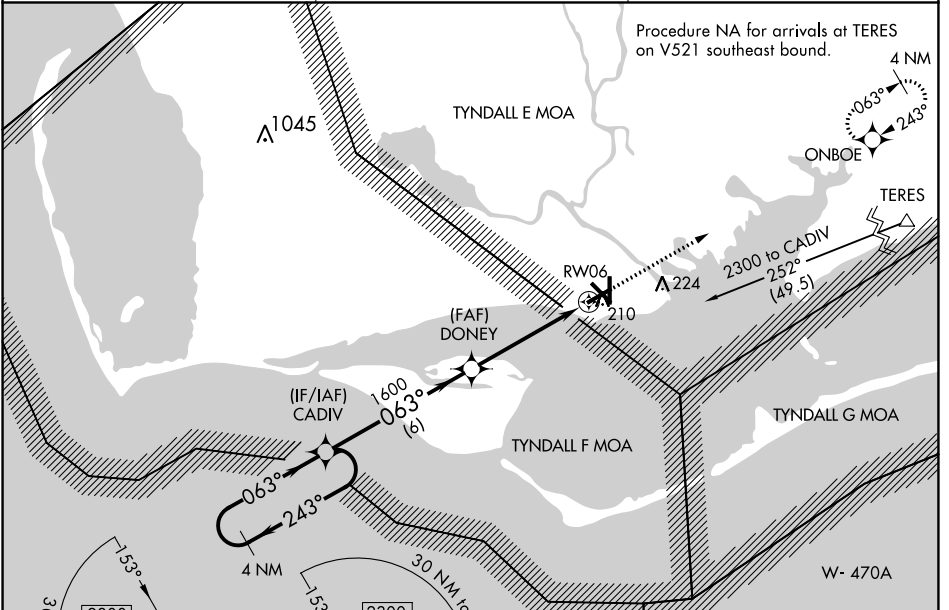 Procedure NA for arrivals at TERES
on V521 southeast bound.
4 NM
063°
243°
TYNDALL E MOA
1045
ONBOE
TERES
2300 to CADIV
252°
(49.5)
RW06
224
210
(FAF)
DONEY
(IF/IAF)
CADIV
1600
063°
(6)
TYNDALL G MOA
TYNDALL F MOA
063°
243°
4 NM
W- 470A
153°
30 NM to